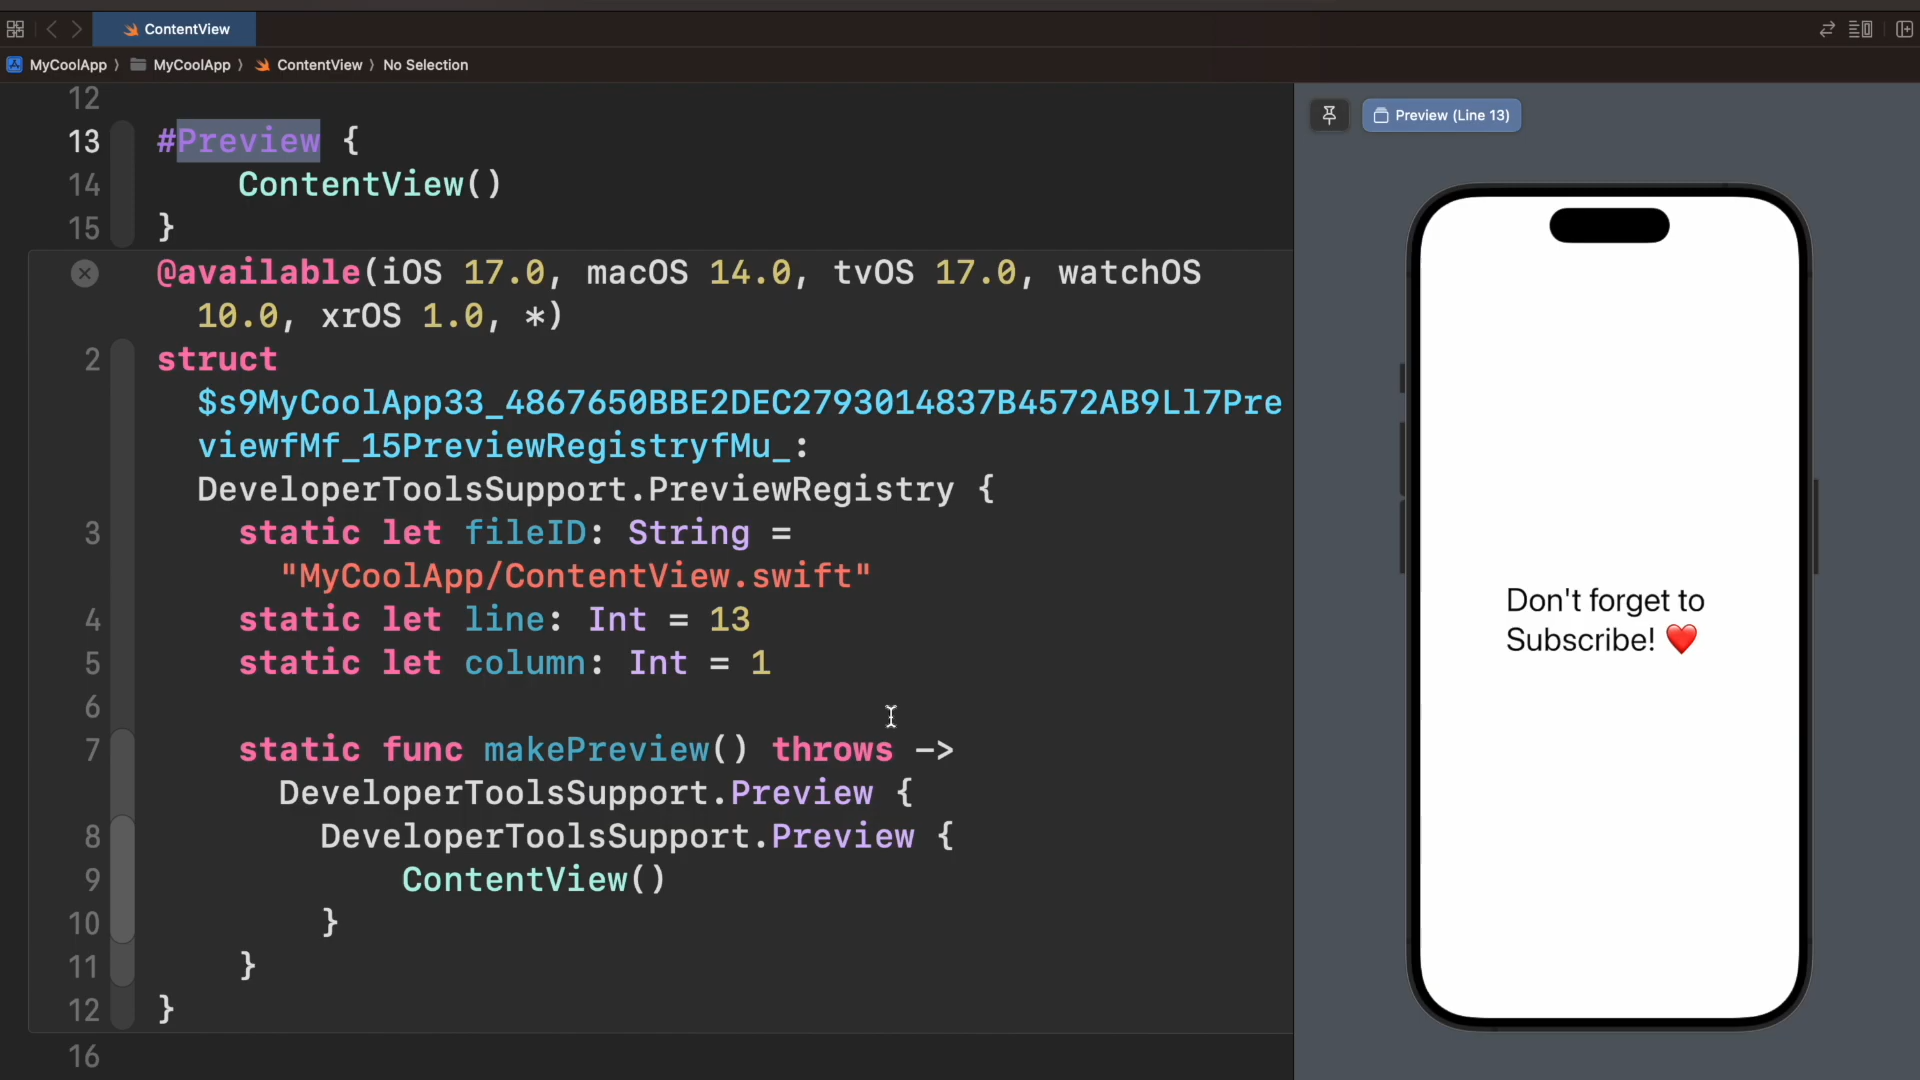 ContentView
MyCoolApp 〉 MyCoolApp 〉 ContentView 〉 No Selection
12
13 #Preview {
14 ContentView()
15 }
@available(iOS 17.0, macOS 14.0, tvOS 17.0, watchOS
10.0, xrOS 1.0, *)
2 struct
$s9MyCoolApp33_4867650BBE2DEC2793014837B4572AB9Ll7Pre
viewfMf_15PreviewRegistryfMu_:
DeveloperToolsSupport.PreviewRegistry {
3 static let fileID: String =
"MyCoolApp/ContentView.swift"
4 static let line: Int = 13
5 static let column: Int = 1
6
7 static func makePreview() throws ->
DeveloperToolsSupport.Preview {
8 DeveloperToolsSupport.Preview {
9 ContentView()
10 }
11 }
12 }
16
Preview (Line 13)
Don't forget to
Subscribe! ❤️